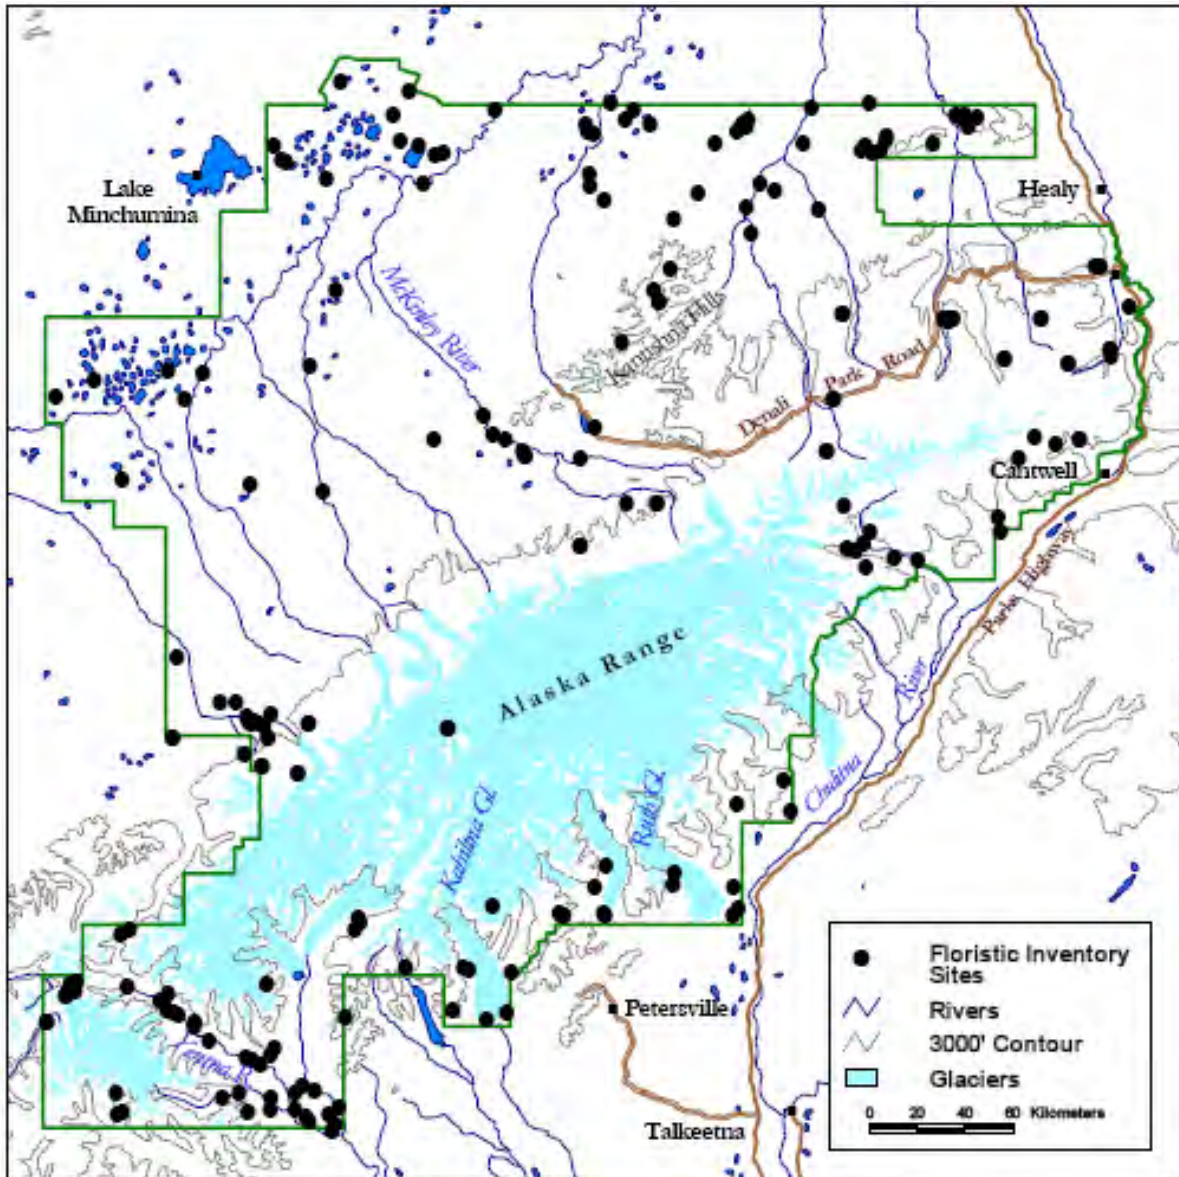 Lake
Minchumina
Healy
McKinley River
Kantishna Hills
Denali Park Road
Cantwell
Parks Highway
Alaska Range
River
Chulitna
Kahiltna Gl.
Ruth Gl.
Petersville
Talkeetna
Floristic Inventory
Sites
Rivers
3000' Contour
Glaciers
0 20 40 60 Kilometers